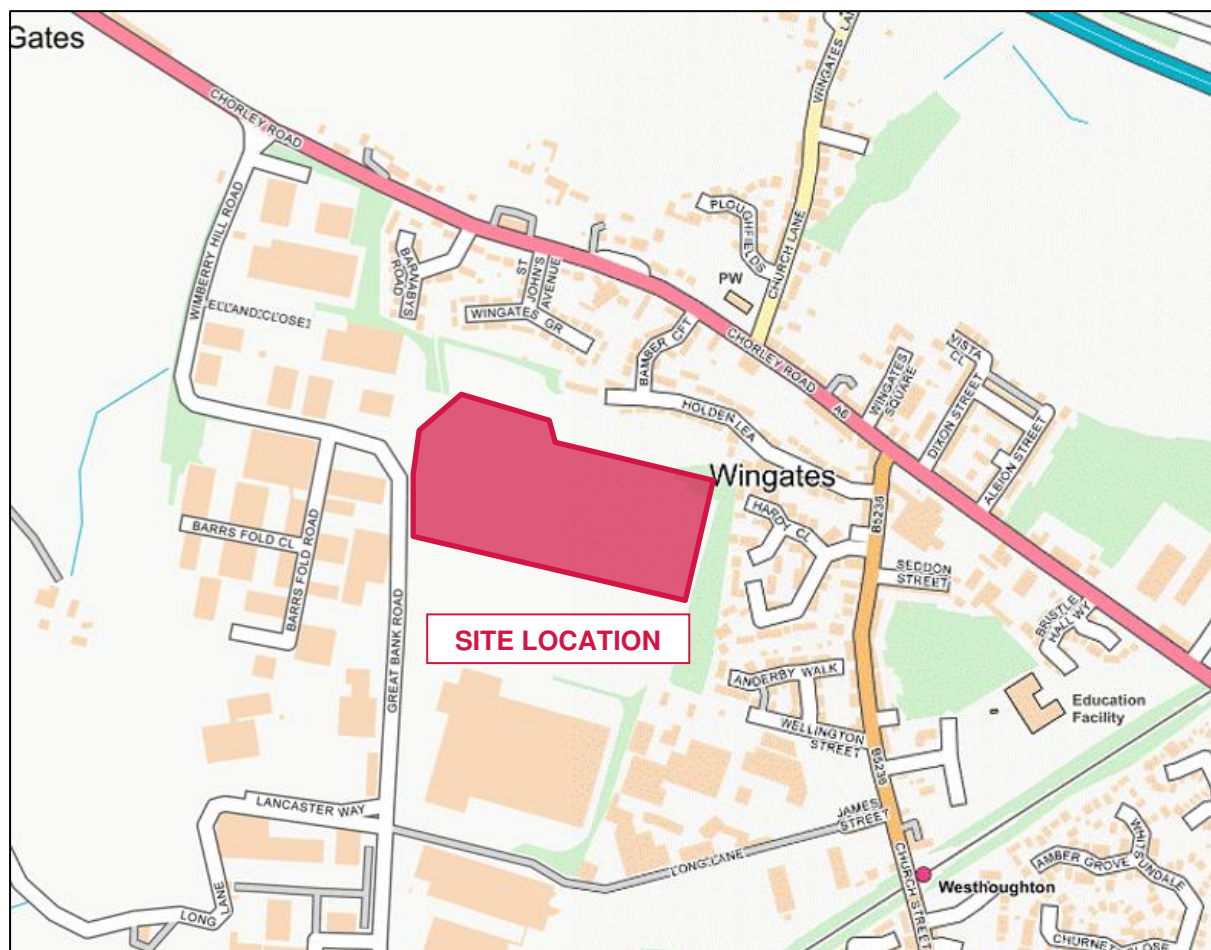 Gates
WINGATES LA
CHORLEY ROAD
WIMBERRY HILL ROAD
PLOUGHFIELDS
CHURCH LANE
BARNABYS
ROAD
ST
JOHN'S
AVENUE
PW
ELLAND CLOSE
WINGATES GR
BAMBER CFT
CHORLEY ROAD
A6
VISTA
CL
WINGATES
SQUARE
DIXON STREET
ALBION STREET
HOLDEN LEA
Wingates
B5236
HARDY CL
BARRS FOLD CL
BARRS FOLD ROAD
SEDDON
STREET
BRISTLE
HALL WY
GREAT BANK ROAD
SITE LOCATION
ANDERBY WALK
Education
Facility
WELLINGTON
STREET
B5236
LANCASTER WAY
JAMES
STREET
LONG LANE
CHURCH STREET
Westhoughton
AMBER GROVE
WHITSUNDALE
LONG
LANE
CHURNET CLOSE